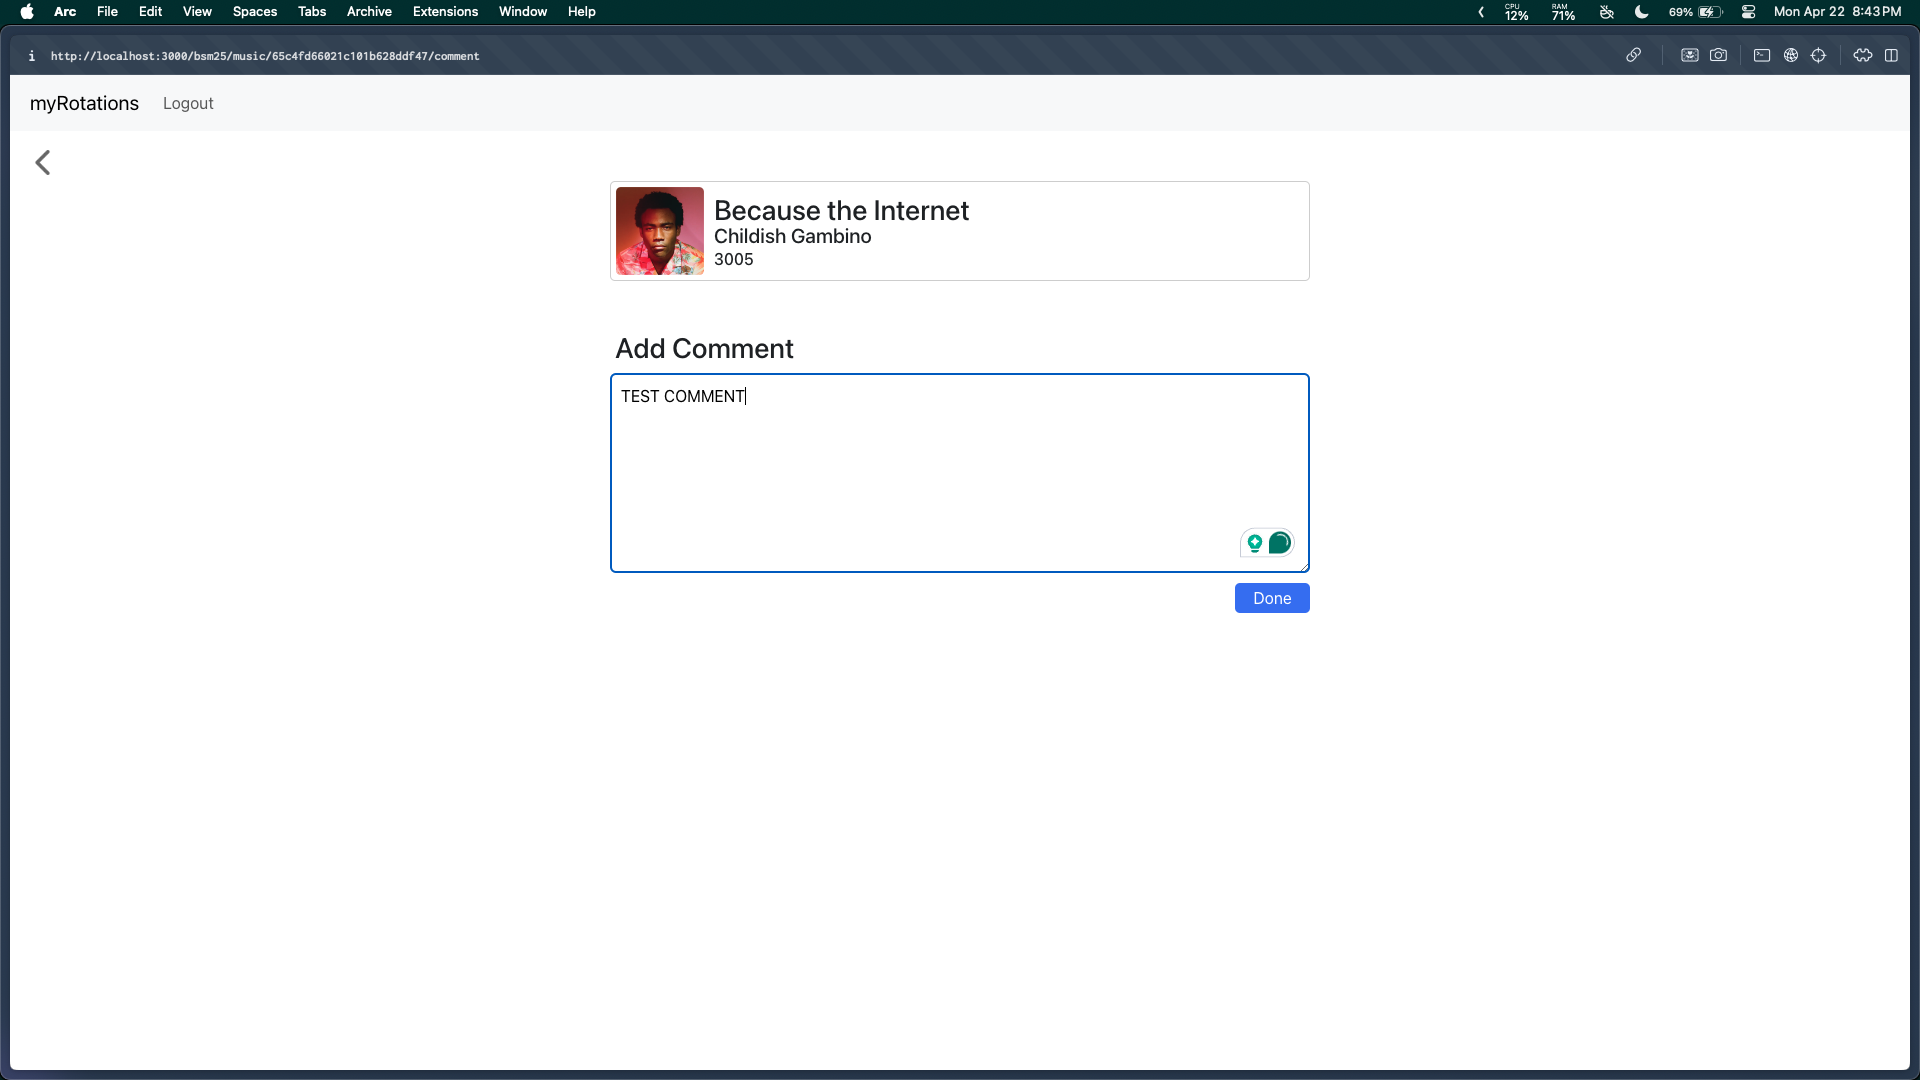 Arc File Edit View Spaces Tabs Archive Extensions Window Help CPU 12% RAM 71% 69% Mon Apr 22 8:43 PM
i http://localhost:3000/bsm25/music/65c4fd66021c101b628ddf47/comment
myRotations Logout
Because the Internet
Childish Gambino
3005
Add Comment
TEST COMMENT
Done